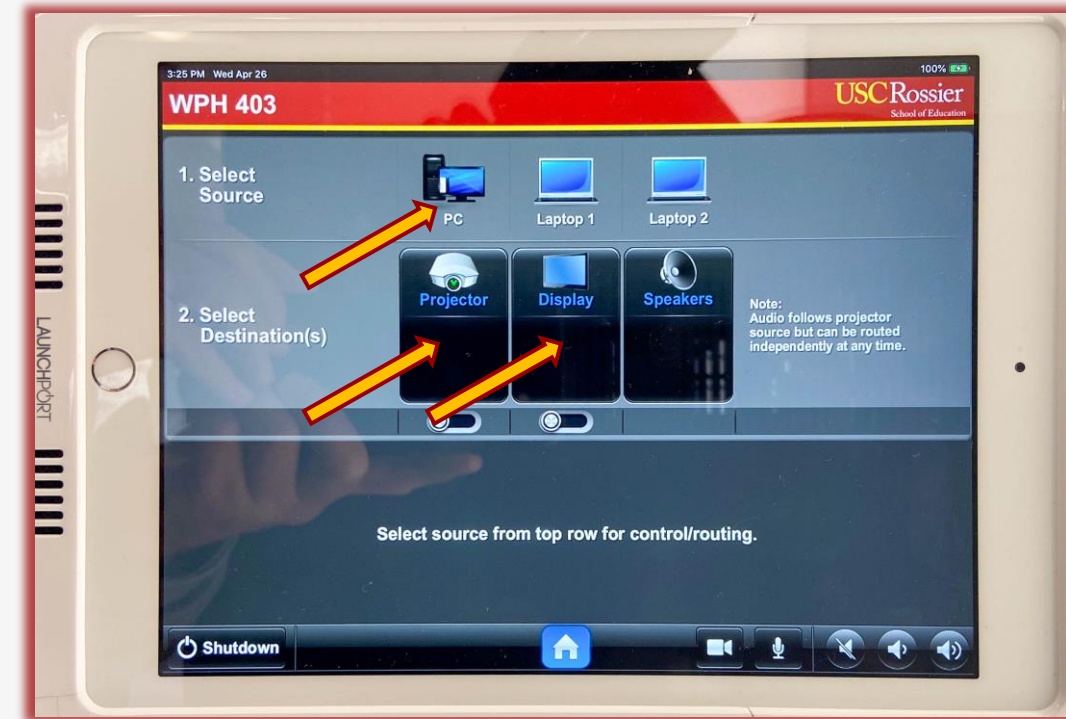 3:25 PM Wed Apr 26
100%
WPH 403
USC Rossier
School of Education
1. Select
Source
PC
Laptop 1
Laptop 2
2. Select
Destination(s)
Projector
Display
Speakers
Note:
Audio follows projector
source but can be routed
independently at any time.
Select source from top row for control/routing.
Shutdown
LAUNCHPORT